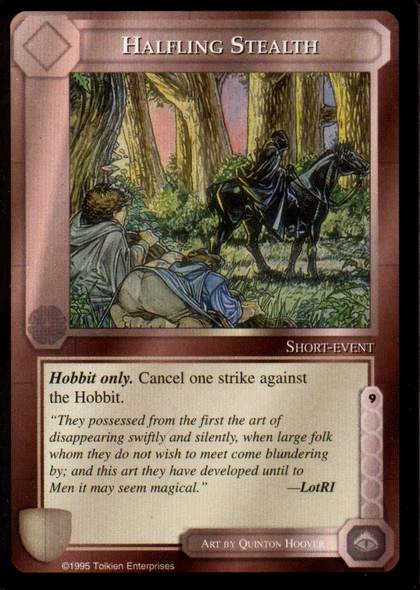 HALFLING STEALTH
SHORT-EVENT
Hobbit only. Cancel one strike against
the Hobbit.
9
"They possessed from the first the art of
disappearing swiftly and silently, when large folk
whom they do not wish to meet come blundering
by; and this art they have developed until to
Men it may seem magical." —LotRI
ART BY QUINTON HOOVER
©1995 Tolkien Enterprises